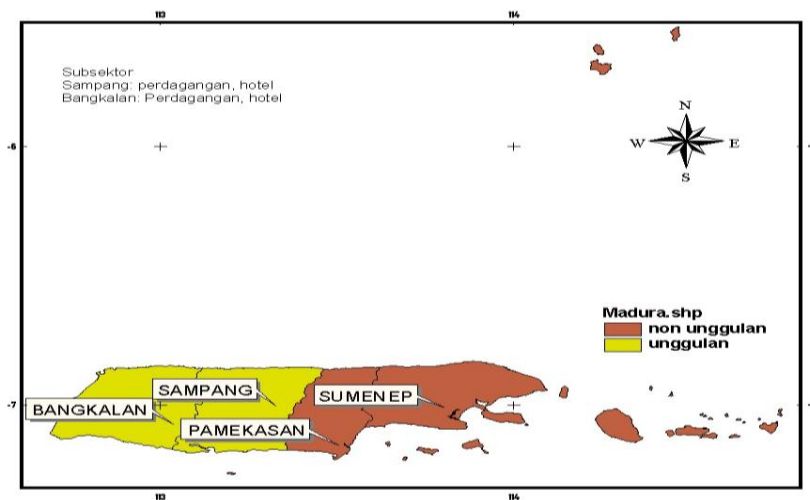 113 114
Subsektor
Sampang: perdagangan, hotel
Bangkalan: Perdagangan, hotel
N
-6 W E
S
Madura.shp
non unggulan
unggulan
SAMPANG
SUMENEP
-7
BANGKALAN
PAMEKASAN
113 114